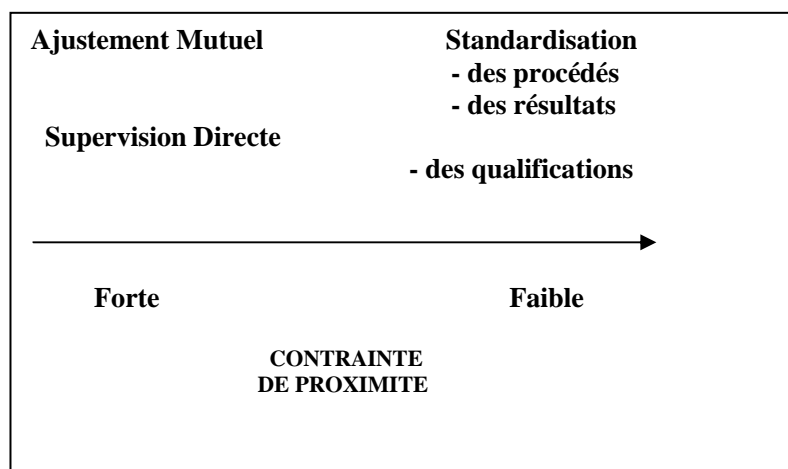 Ajustement Mutuel
Standardisation
- des procédés
- des résultats
Supervision Directe
- des qualifications
Forte
Faible
CONTRAINTE
DE PROXIMITE